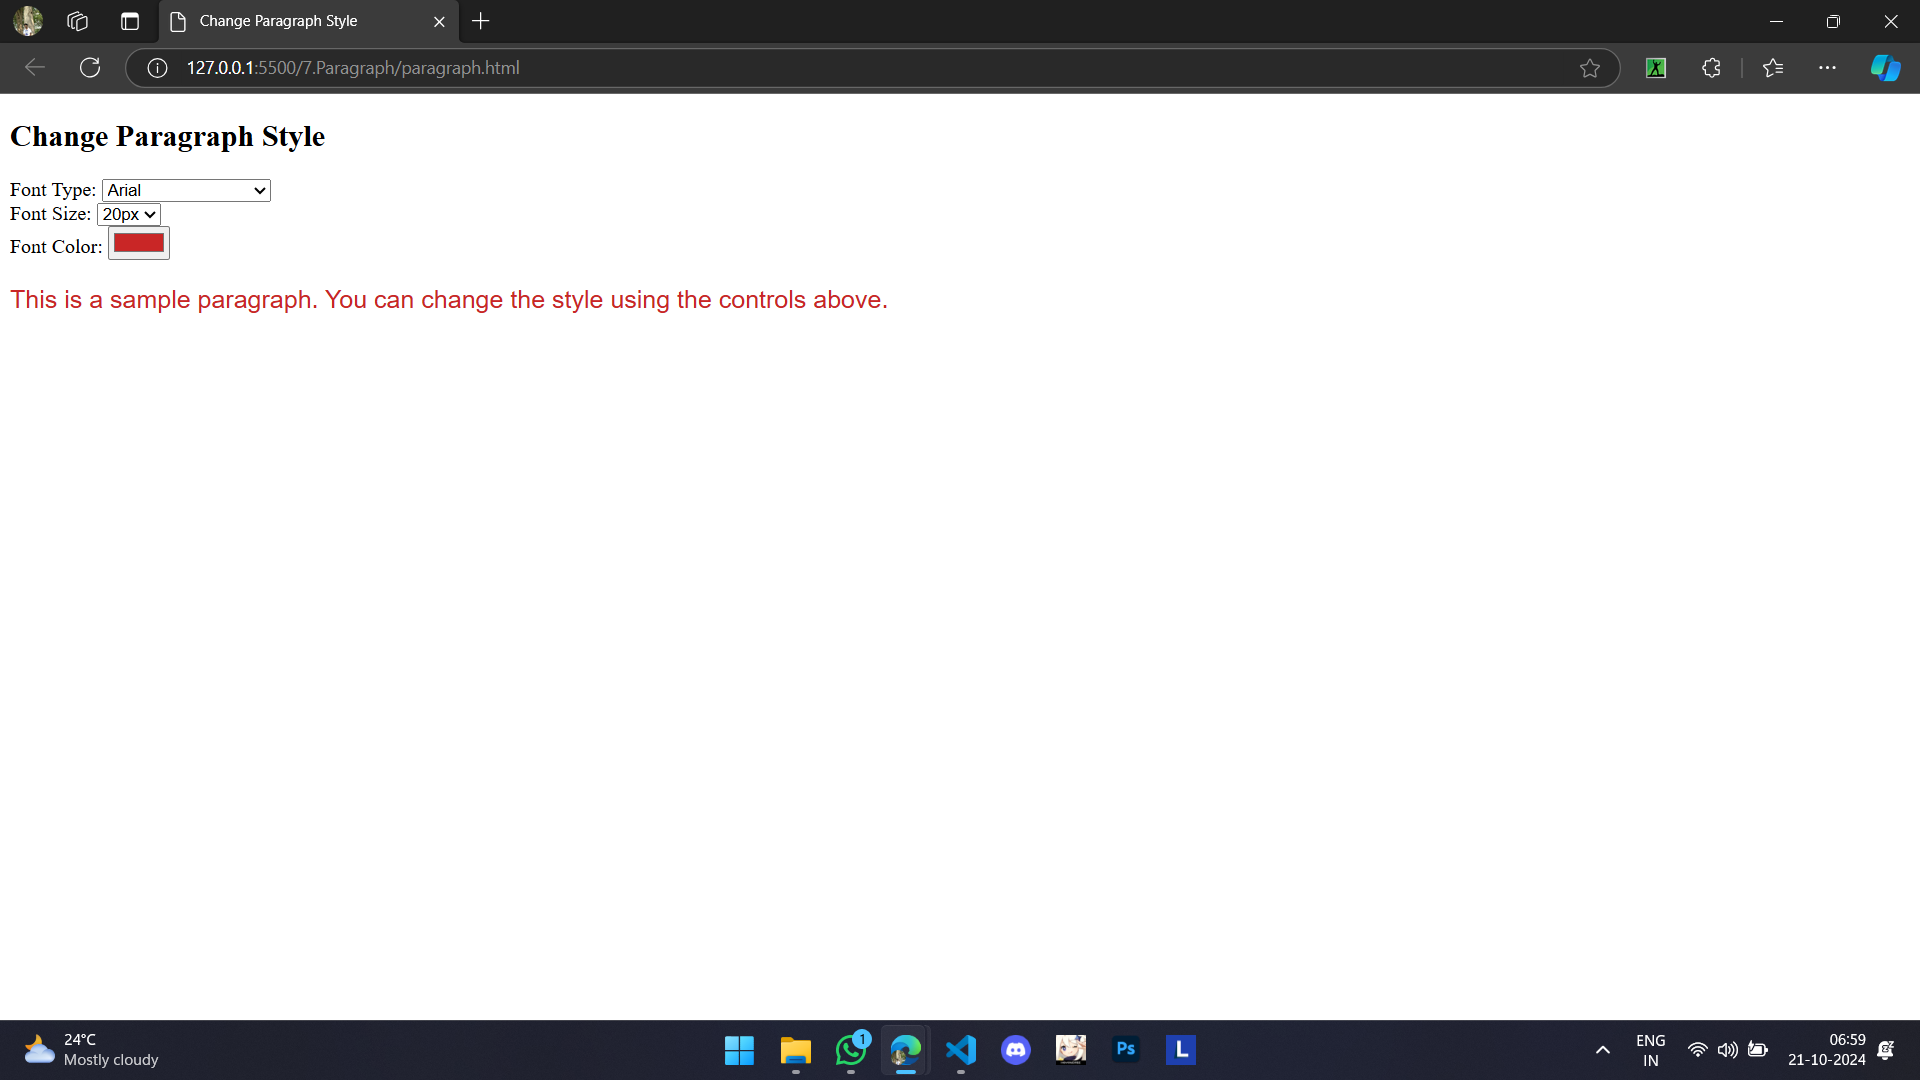 Change Paragraph Style
127.0.0.1:5500/7.Paragraph/paragraph.html
Change Paragraph Style
Font Type: Arial
Font Size: 20px
Font Color:
This is a sample paragraph. You can change the style using the controls above.
24°C
Mostly cloudy
1
Ps
L
ENG
IN
06:59
21-10-2024